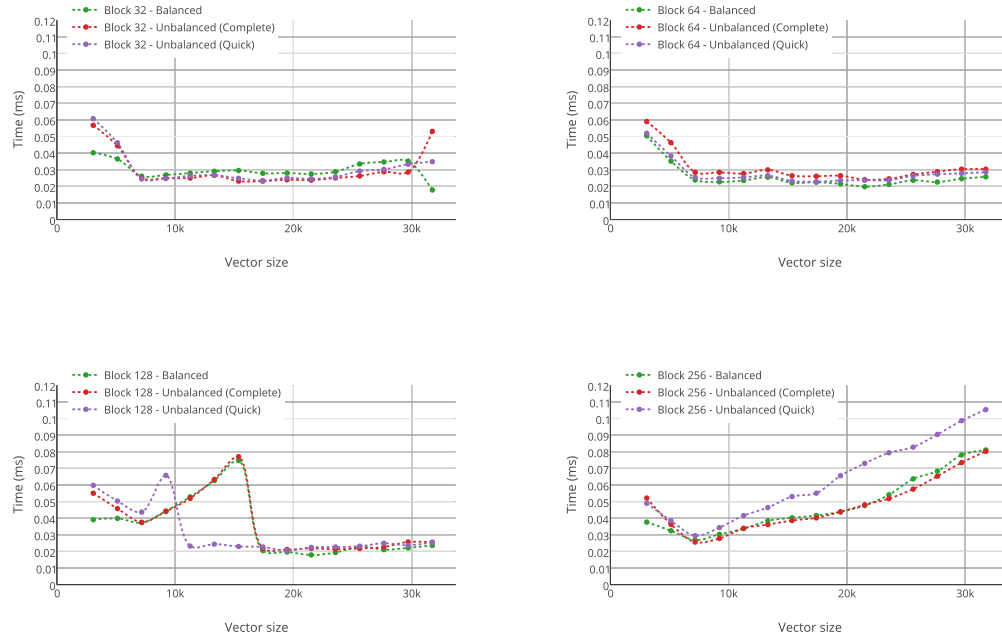 Block 32 - Balanced
Block 32 - Unbalanced (Complete)
Block 32 - Unbalanced (Quick)
0.12
0.11
0.1
0.09
0.08
0.07
0.06
0.05
0.04
0.03
0.02
0.01
0
Time (ms)
0 10k 20k 30k
Vector size
Block 64 - Balanced
Block 64 - Unbalanced (Complete)
Block 64 - Unbalanced (Quick)
0.12
0.11
0.1
0.09
0.08
0.07
0.06
0.05
0.04
0.03
0.02
0.01
0
Time (ms)
0 10k 20k 30k
Vector size
Block 128 - Balanced
Block 128 - Unbalanced (Complete)
Block 128 - Unbalanced (Quick)
0.12
0.11
0.1
0.09
0.08
0.07
0.06
0.05
0.04
0.03
0.02
0.01
0
Time (ms)
0 10k 20k 30k
Vector size
Block 256 - Balanced
Block 256 - Unbalanced (Complete)
Block 256 - Unbalanced (Quick)
0.12
0.11
0.1
0.09
0.08
0.07
0.06
0.05
0.04
0.03
0.02
0.01
0
Time (ms)
0 10k 20k 30k
Vector size